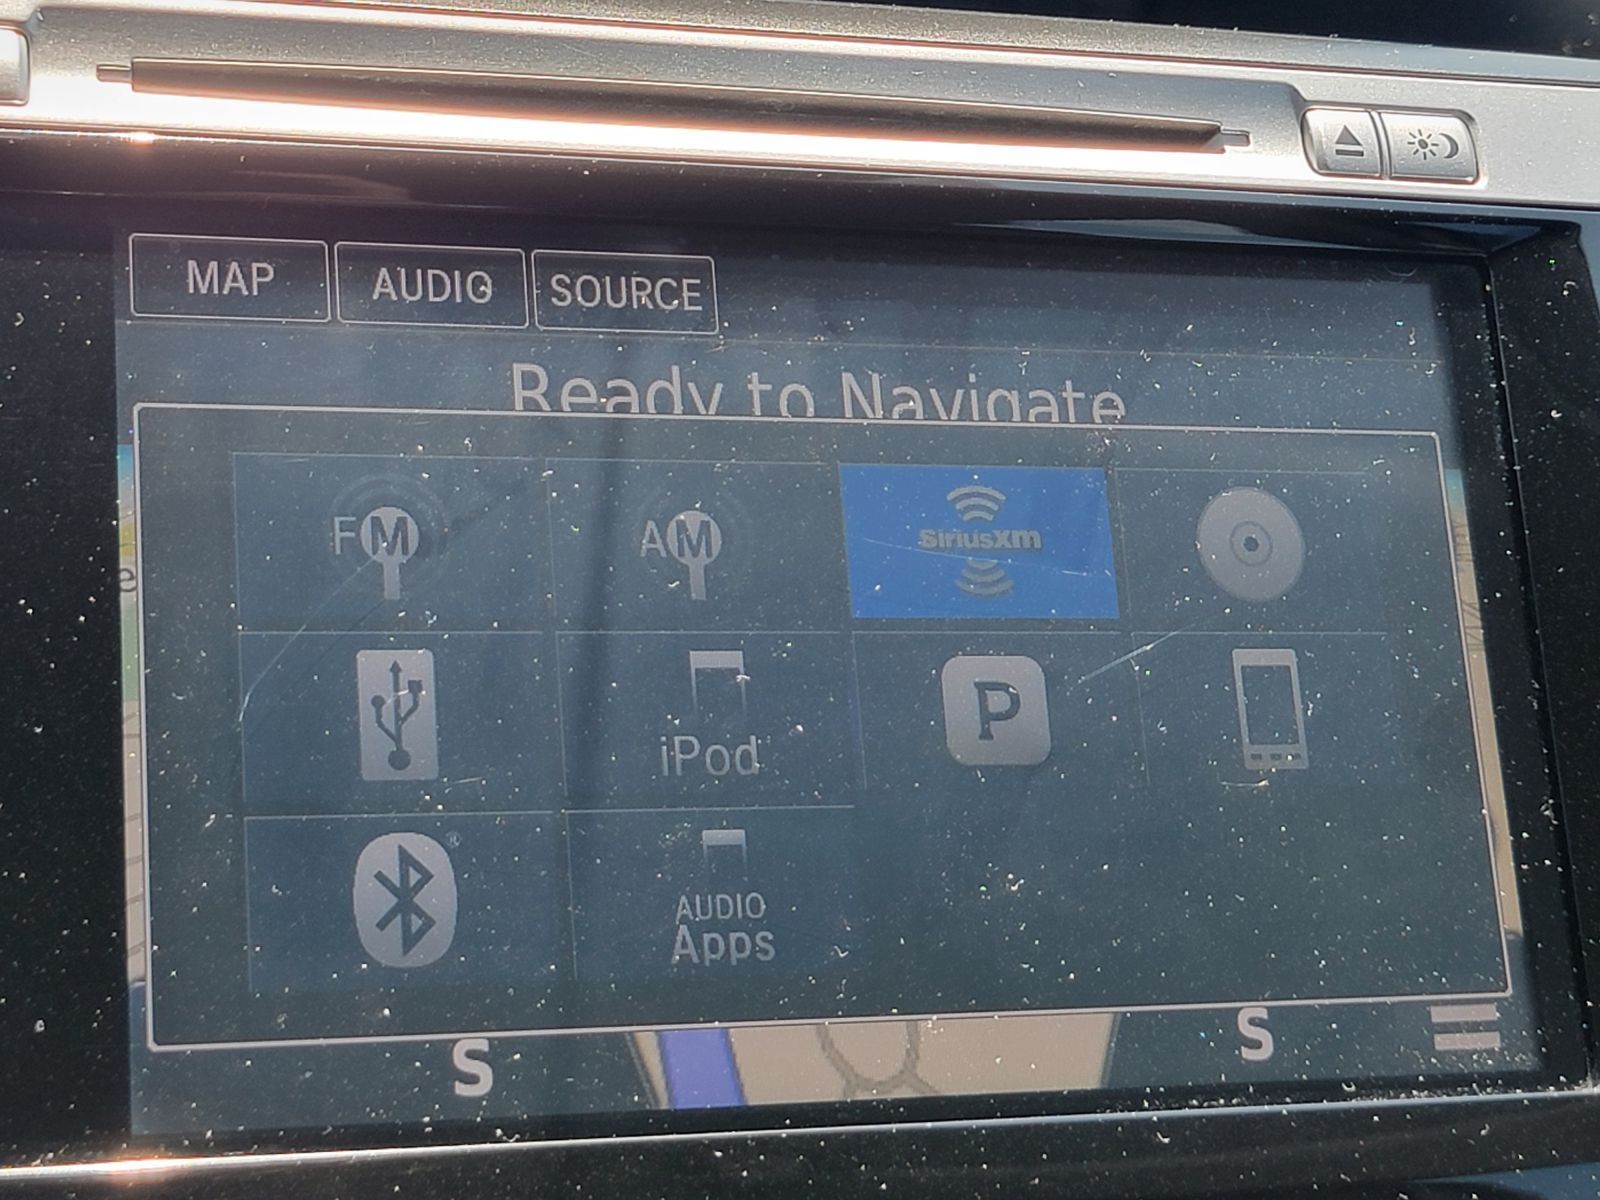 MAP AUDIO SOURCE
Ready to Navigate
FM AM SiriusXM
iPod P
®
AUDIO
Apps
S S
e